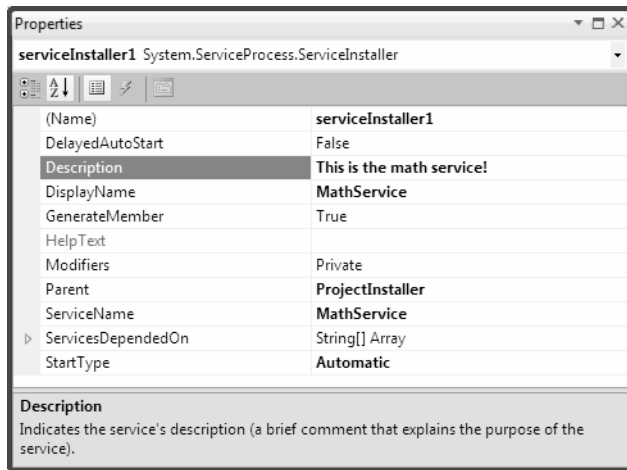 Properties
serviceInstaller1 System.ServiceProcess.ServiceInstaller
(Name) serviceInstaller1
DelayedAutoStart False
Description This is the math service!
DisplayName MathService
GenerateMember True
HelpText
Modifiers Private
Parent ProjectInstaller
ServiceName MathService
ServicesDependedOn String[] Array
StartType Automatic
Description
Indicates the service's description (a brief comment that explains the purpose of the
service).